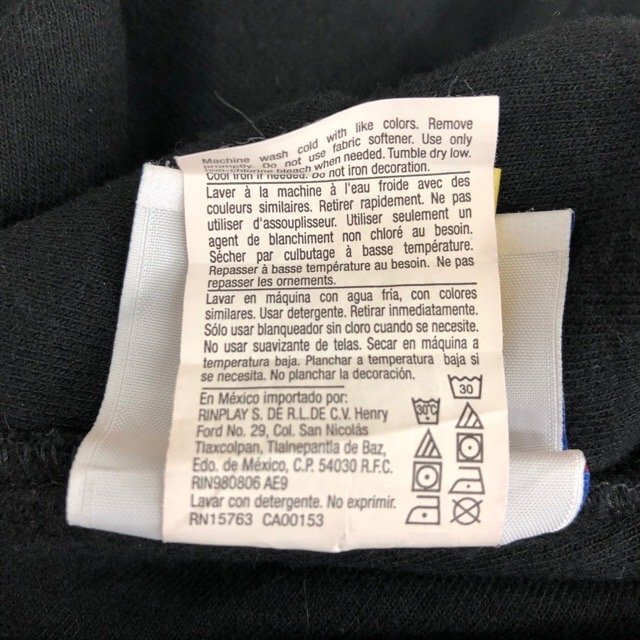 Machine wash cold with like colors. Remove
promptly. Do not use fabric softener. Use only
non-chlorine bleach when needed. Tumble dry low.
Cool iron if needed. Do not iron decoration.
Laver à la machine à l'eau froide avec des
couleurs similaires. Retirer rapidement. Ne pas
utiliser d'assouplisseur. Utiliser seulement un
agent de blanchiment non chloré au besoin.
Sécher par culbutage à basse température.
Repasser à basse température au besoin. Ne pas
repasser les ornements.
Lavar en máquina con agua fría, con colores
similares. Usar detergente. Retirar inmediatamente.
Sólo usar blanqueador sin cloro cuando se necesite.
No usar suavizante de telas. Secar en máquina a
temperatura baja. Planchar a temperatura baja si
se necesita. No planchar la decoración.
En México importado por:
RINPLAY S. DE R.L.DE C.V. Henry
Ford No. 29, Col. San Nicolás
Tlaxcolpan, Tlalnepantla de Baz,
Edo. de México, C.P. 54030 R.F.C.
RIN980806 AE9
Lavar con detergente. No exprimir.
RN15763 CA00153
30°C
30